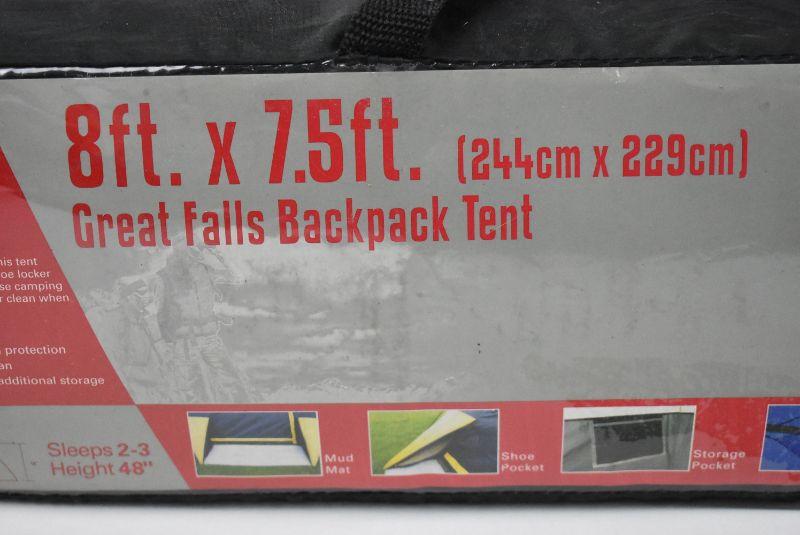 8ft. x 7.5ft. (244cm x 229cm)
Great Falls Backpack Tent
his tent
oe locker
se camping
r clean when
protection
an
additional storage
Sleeps 2-3
Height 48"
Mud
Mat
Shoe
Pocket
Storage
Pocket